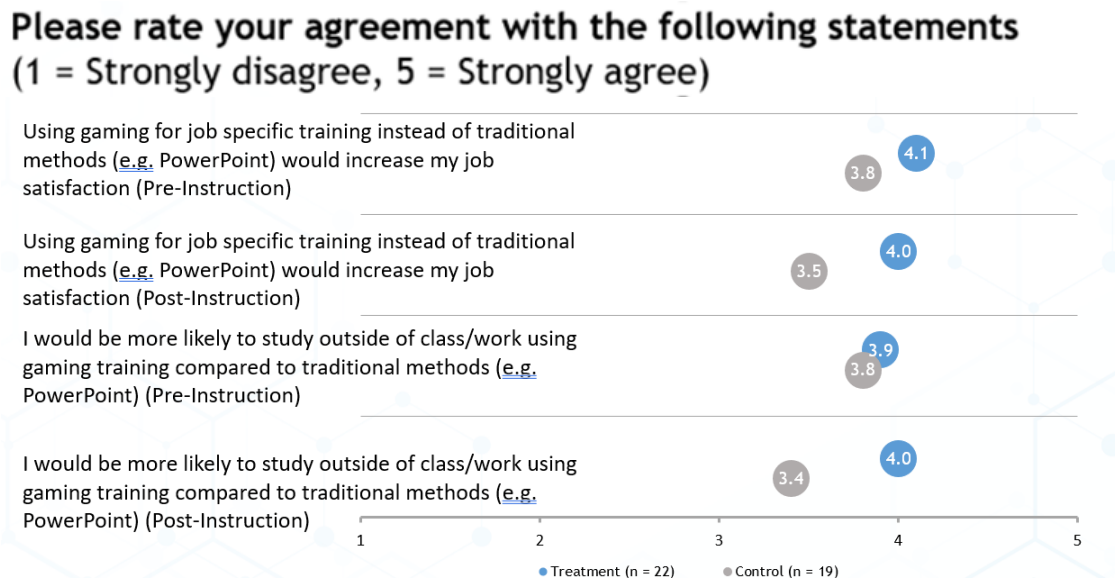 Please rate your agreement with the following statements
(1 = Strongly disagree, 5 = Strongly agree)
Using gaming for job specific training instead of traditional
methods (e.g. PowerPoint) would increase my job
satisfaction (Pre-Instruction)
4.1
3.8
Using gaming for job specific training instead of traditional
methods (e.g. PowerPoint) would increase my job
satisfaction (Post-Instruction)
4.0
3.5
I would be more likely to study outside of class/work using
gaming training compared to traditional methods (e.g.
PowerPoint) (Pre-Instruction)
3.9
3.8
I would be more likely to study outside of class/work using
gaming training compared to traditional methods (e.g.
PowerPoint) (Post-Instruction)
4.0
3.4
1 2 3 4 5
Treatment (n = 22) Control (n = 19)